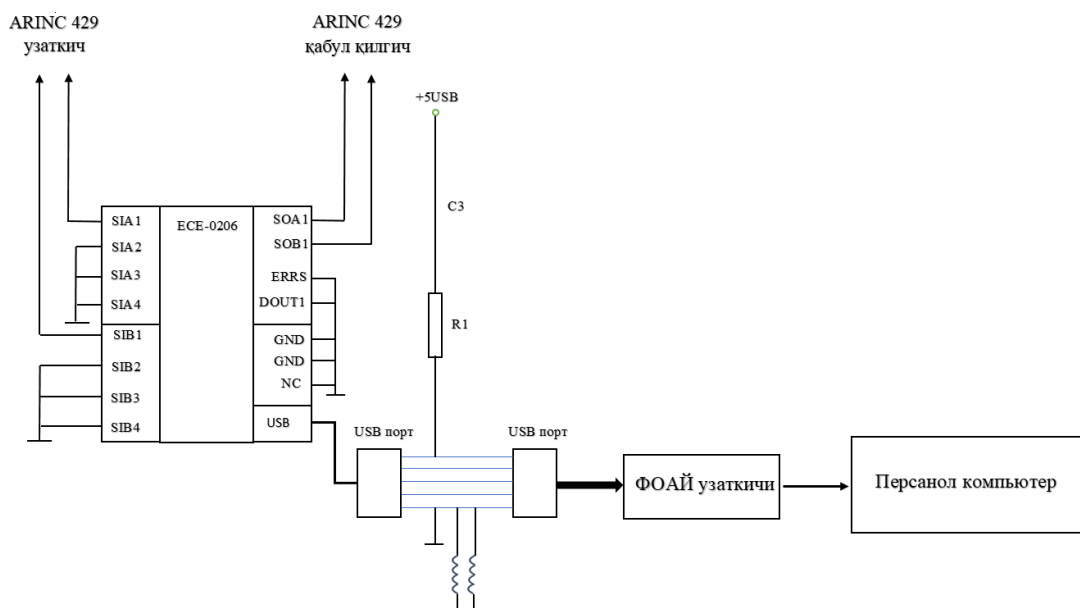 ARINC 429
узаткич
ARINC 429
қабул қилгич
+5USB
C3
R1
ECE-0206
SIA1
SIA2
SIA3
SIA4
SIB1
SIB2
SIB3
SIB4
SOA1
SOB1
ERRS
DOUT1
GND
GND
NC
USB
USB порт
USB порт
ФОАЙ узаткичи
Персанол компьютер